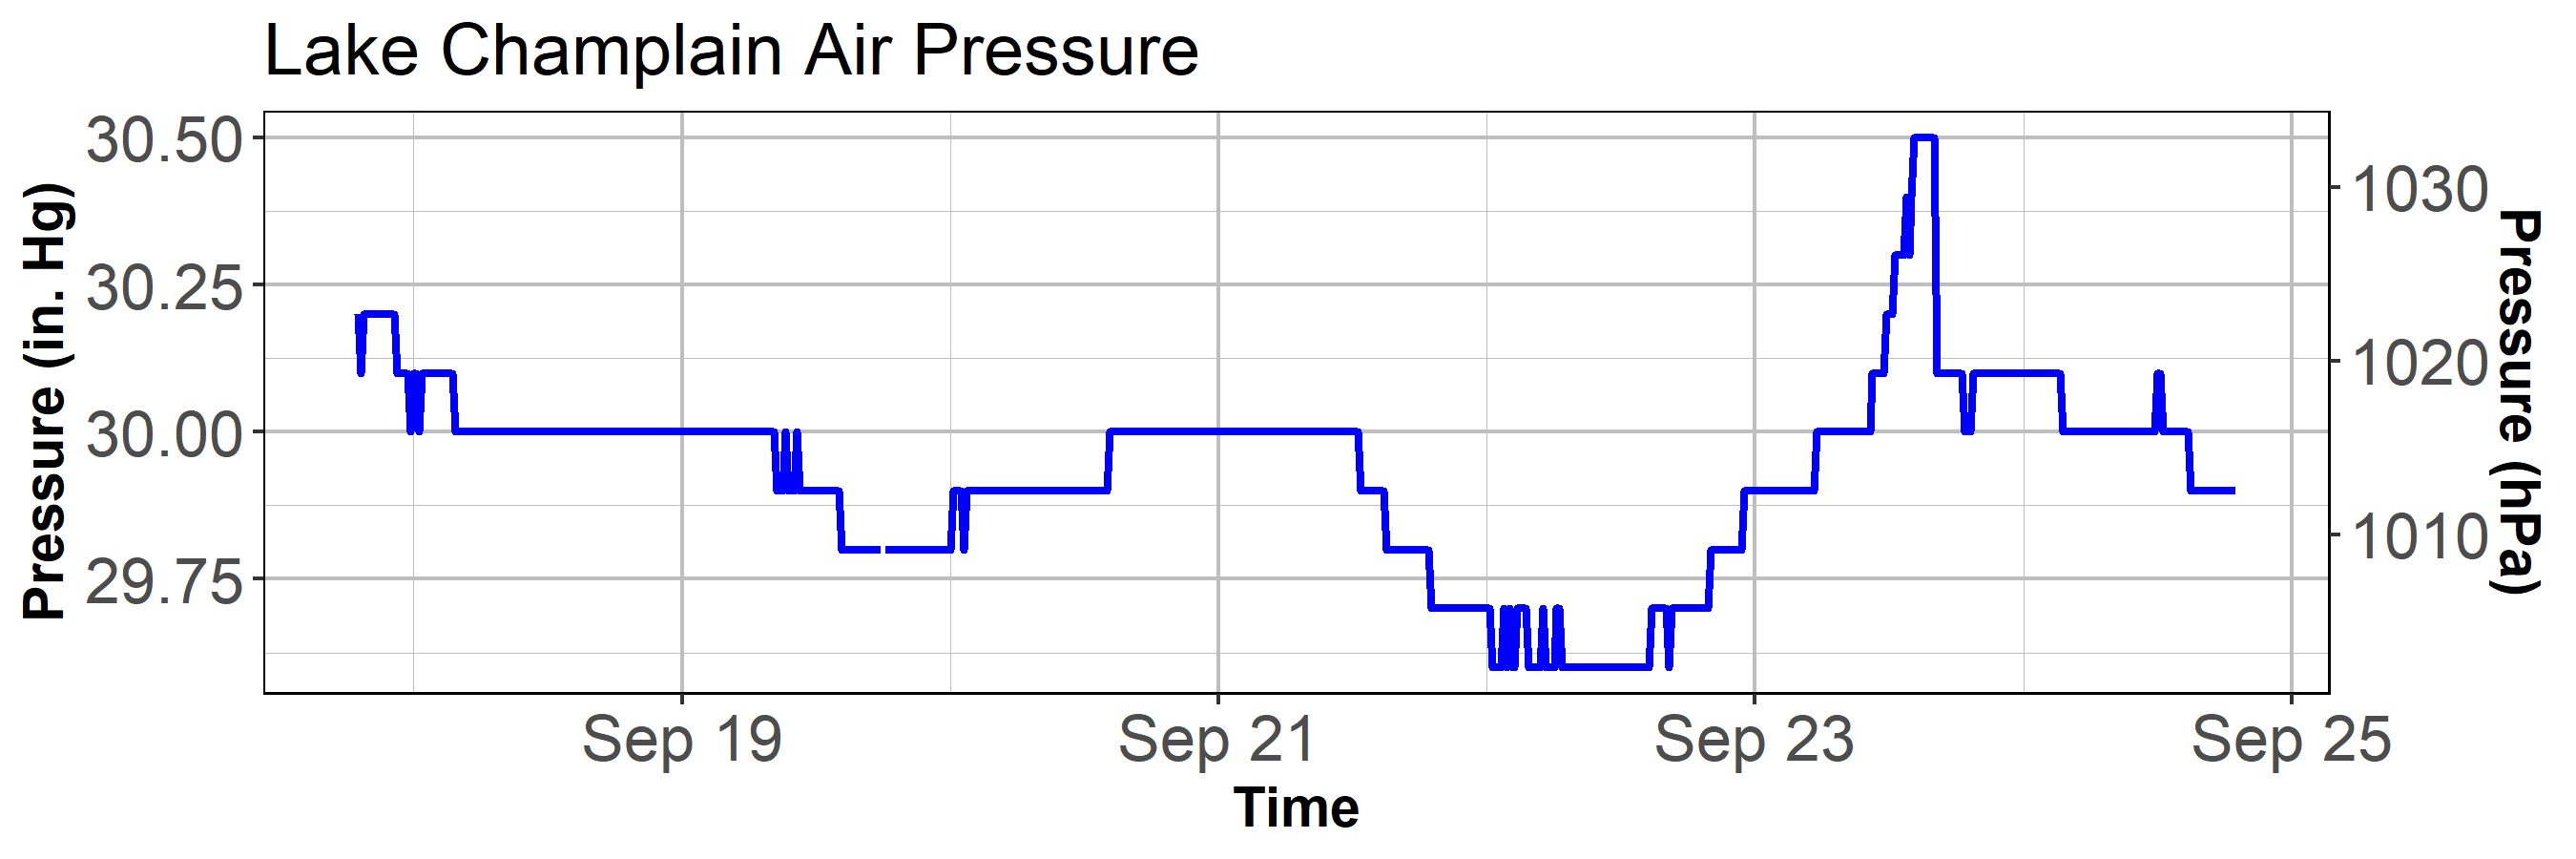 Lake Champlain Air Pressure
Pressure (in. Hg)
30.50
30.25
30.00
29.75
1030
1020
1010
Pressure (hPa)
Sep 19 Sep 21 Sep 23 Sep 25
Time